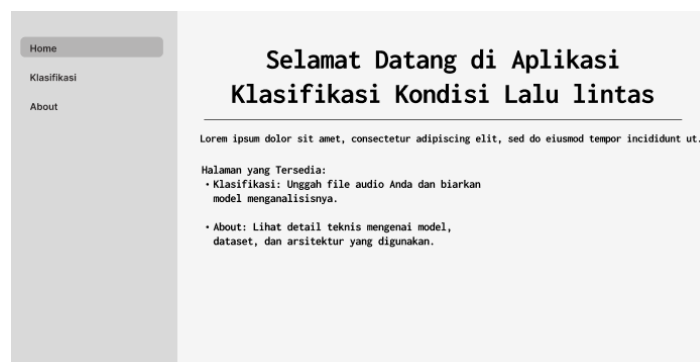 Home
Klasifikasi
About
Selamat Datang di Aplikasi
Klasifikasi Kondisi Lalu lintas
Lorem ipsum dolor sit amet, consectetur adipiscing elit, sed do eiusmod tempor incididunt ut.
Halaman yang Tersedia:
• Klasifikasi: Unggah file audio Anda dan biarkan
model menganalisisnya.
• About: Lihat detail teknis mengenai model,
dataset, dan arsitektur yang digunakan.